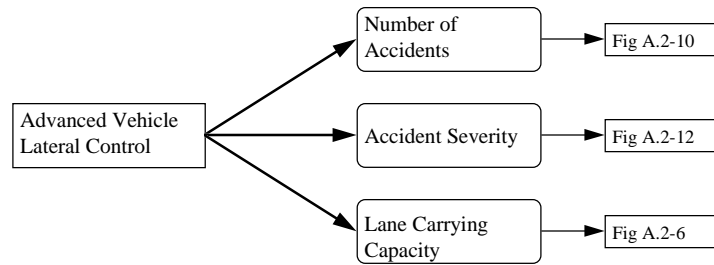 Number of
Accidents
Fig A.2-10
Advanced Vehicle
Lateral Control
Accident Severity
Fig A.2-12
Lane Carrying
Capacity
Fig A.2-6